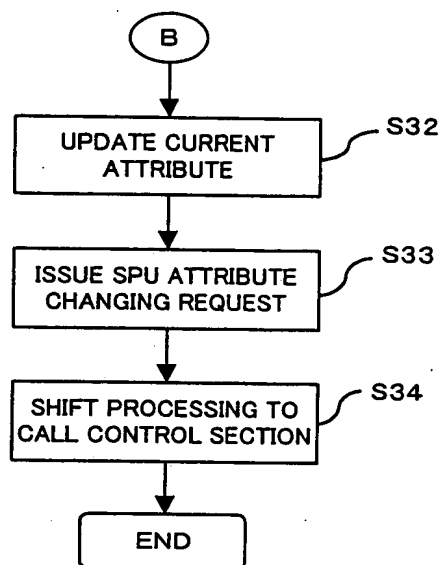 B
UPDATE CURRENT
ATTRIBUTE
S32
ISSUE SPU ATTRIBUTE
CHANGING REQUEST
S33
SHIFT PROCESSING TO
CALL CONTROL SECTION
S34
END